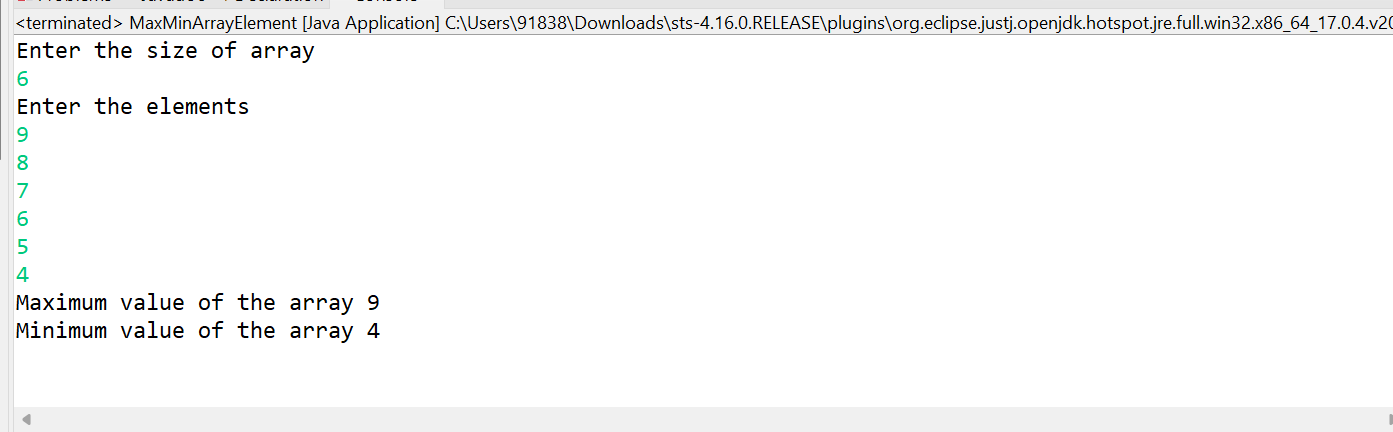 <terminated> MaxMinArrayElement [Java Application] C:\Users\91838\Downloads\sts-4.16.0.RELEASE\plugins\org.eclipse.justj.openjdk.hotspot.jre.full.win32.x86_64_17.0.4.v20
Enter the size of array
6
Enter the elements
9
8
7
6
5
4
Maximum value of the array 9
Minimum value of the array 4